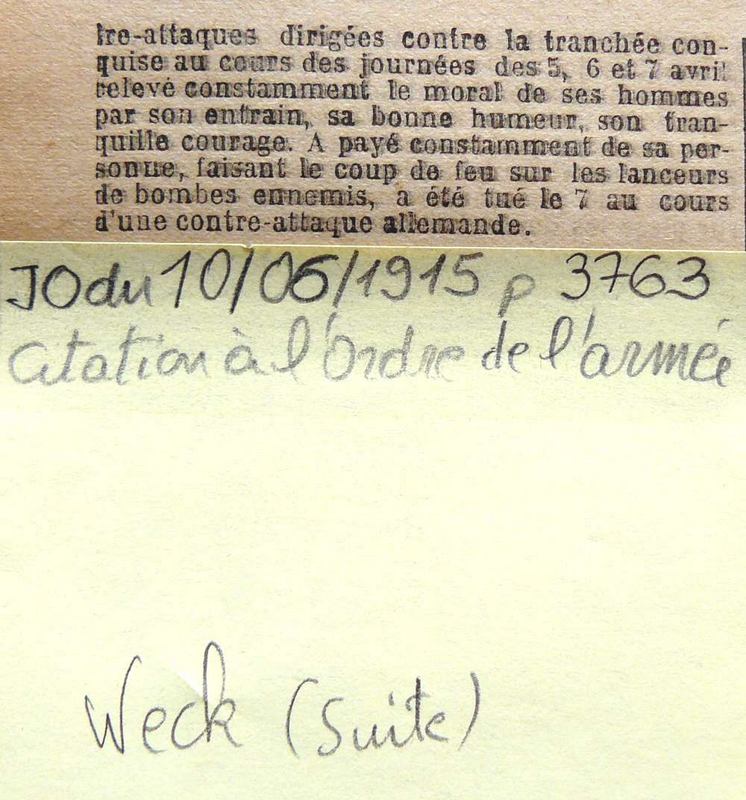 tre-attaques dirigées contre la tranchée con-
quise au cours des journées des 5, 6 et 7 avril
relevé constamment le moral de ses hommes
par son entrain, sa bonne humeur, son tran-
quille courage. A payé constamment de sa per-
sonne, faisant le coup de feu sur les lanceurs
de bombes ennemis, a été tué le 7 au cours
d'une contre-attaque allemande.
JO du 10/06/1915 p 3763
Citation à l'Ordre de l'armée
Weck (suite)